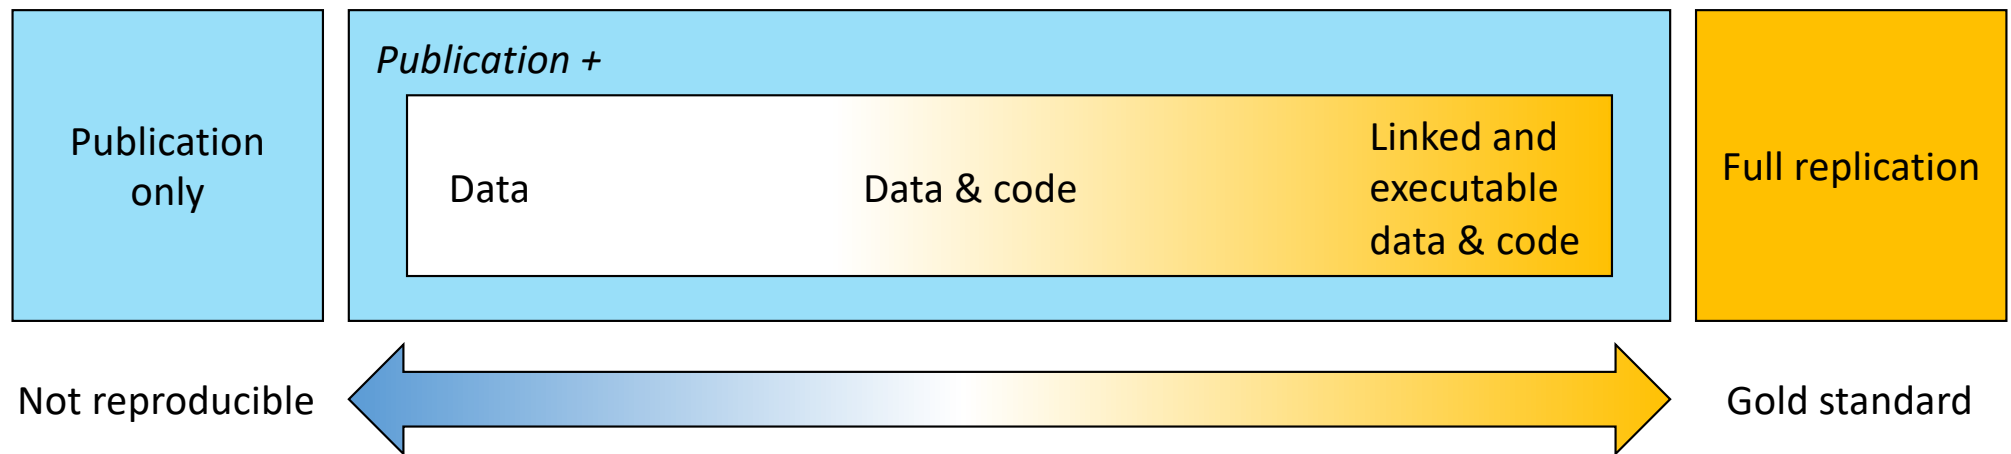 Publication
only
Publication +
Data
Data & code
Linked and
executable
data & code
Full replication
Not reproducible
Gold standard